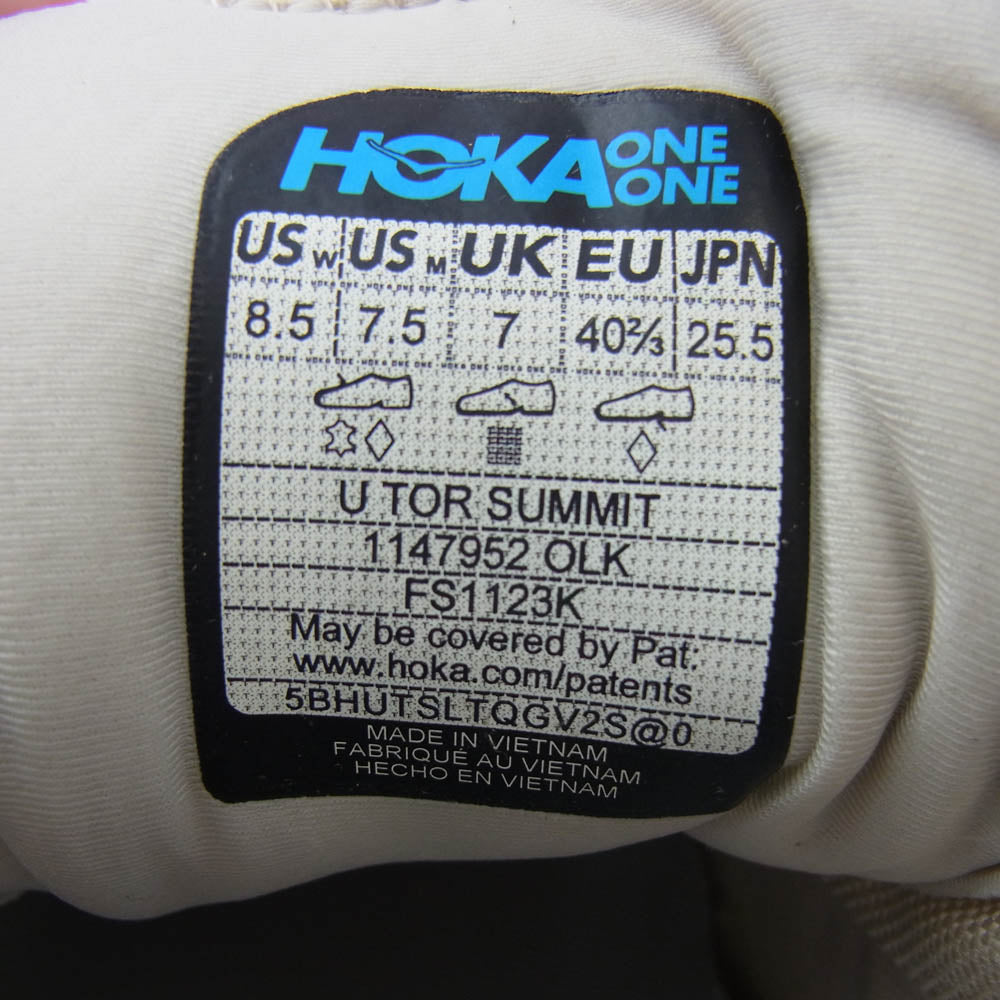 HOKA ONE ONE
US W US M UK EU JPN
8.5 7.5 7 40⅔ 25.5
U TOR SUMMIT
1147952 OLK
FS1123K
May be covered by Pat:
www.hoka.com/patents
5BHUTSLTQGV2S@0
MADE IN VIETNAM
FABRIQUÉ AU VIETNAM
HECHO EN VIETNAM